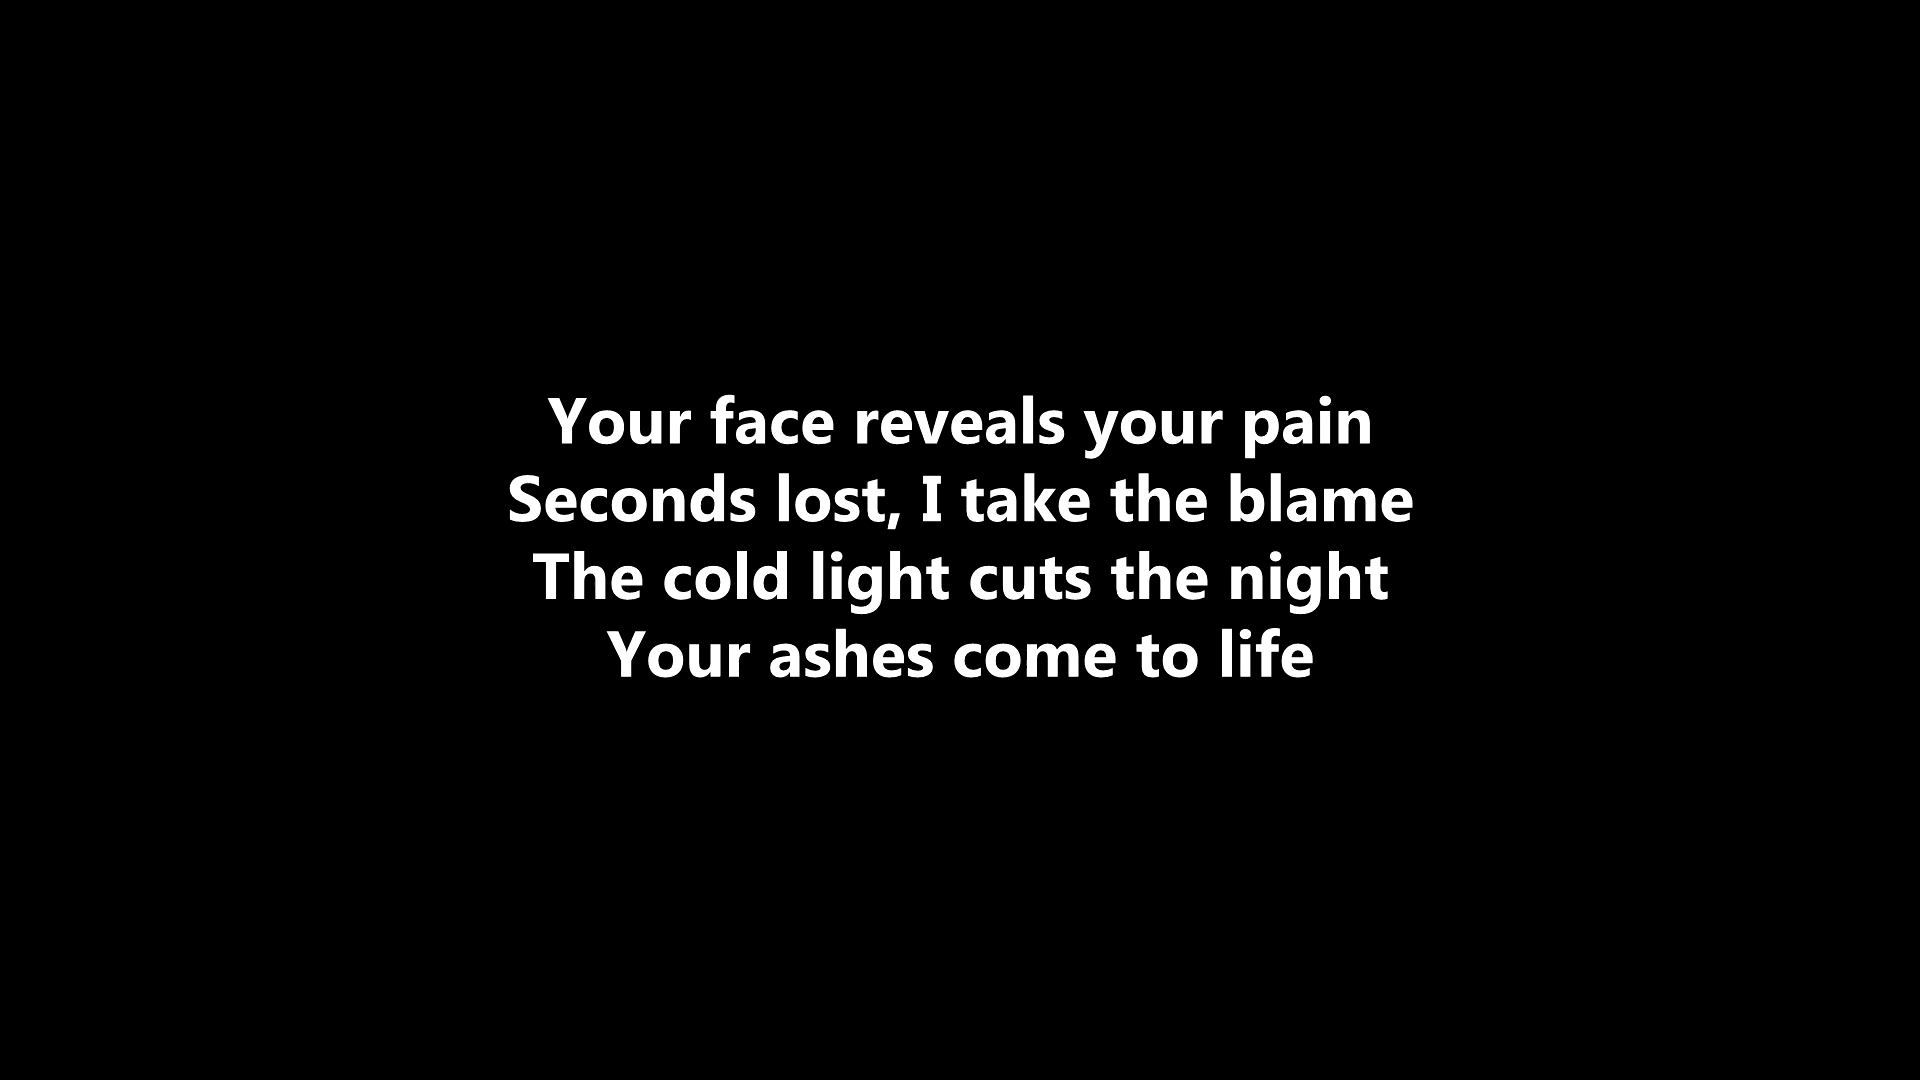 Your face reveals your pain
Seconds lost, I take the blame
The cold light cuts the night
Your ashes come to life